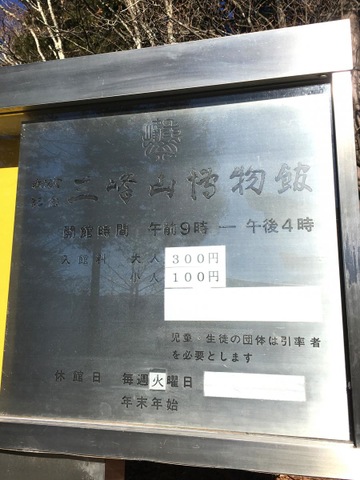 三峰山博物館
開館時間 午前9時 ― 午後4時
入館料 大人 300円
小人 100円
児童・生徒の団体は引率者
を必要とします
休館日 毎週火曜日
年末年始